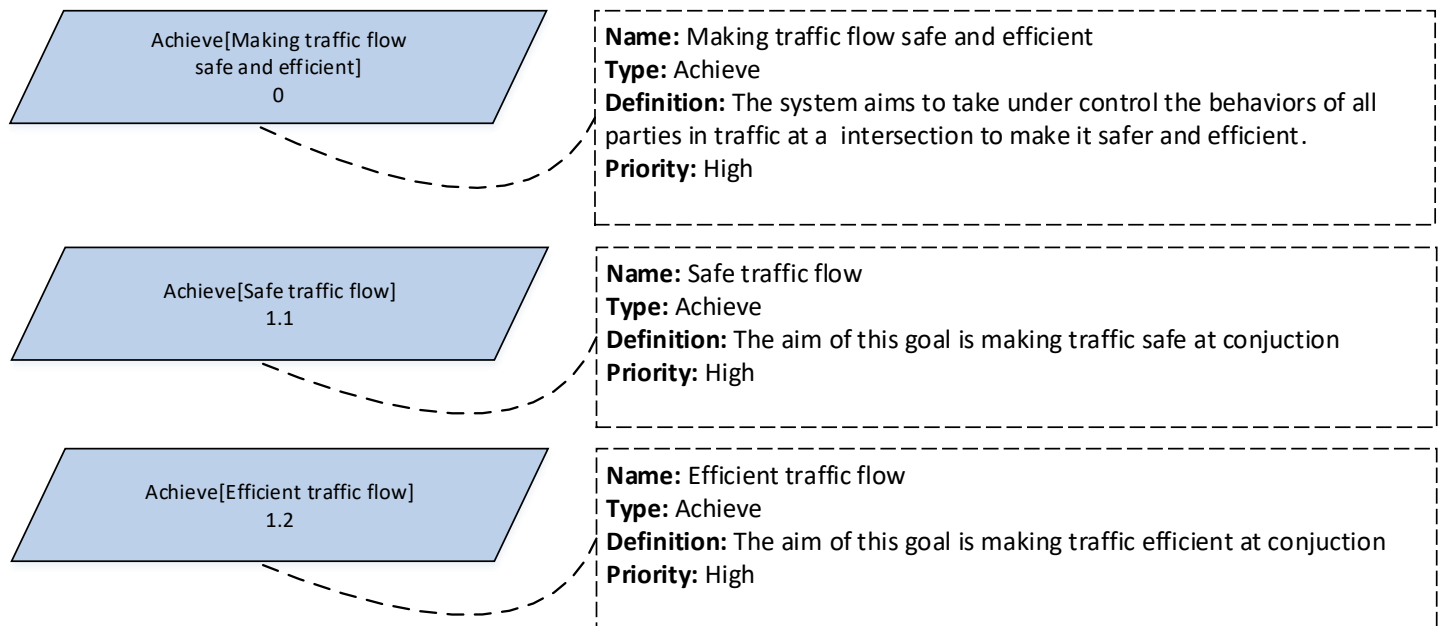 Achieve[Making traffic flow
safe and efficient]
0
Name: Making traffic flow safe and efficient
Type: Achieve
Definition: The system aims to take under control the behaviors of all
parties in traffic at a  intersection to make it safer and efficient.
Priority: High
Achieve[Safe traffic flow]
1.1
Name: Safe traffic flow
Type: Achieve
Definition: The aim of this goal is making traffic safe at conjuction
Priority: High
Achieve[Efficient traffic flow]
1.2
Name: Efficient traffic flow
Type: Achieve
Definition: The aim of this goal is making traffic efficient at conjuction
Priority: High